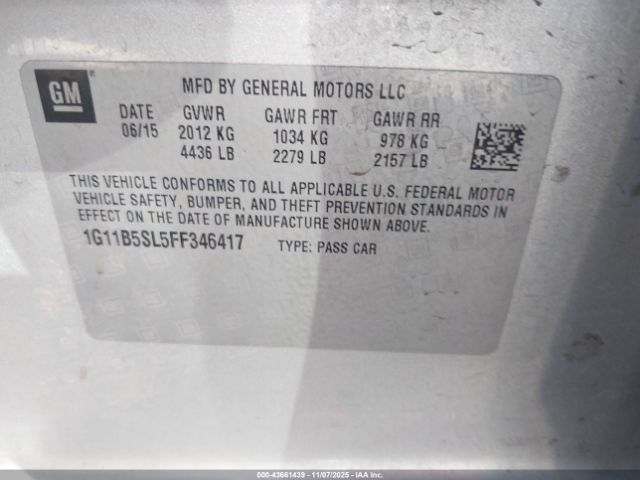 GM
MFD BY GENERAL MOTORS LLC
DATE GVWR GAWR FRT GAWR RR
06/15 2012 KG 1034 KG 978 KG
4436 LB 2279 LB 2157 LB
THIS VEHICLE CONFORMS TO ALL APPLICABLE U.S. FEDERAL MOTOR
VEHICLE SAFETY, BUMPER, AND THEFT PREVENTION STANDARDS IN
EFFECT ON THE DATE OF MANUFACTURE SHOWN ABOVE.
1G11B5SL5FF346417 TYPE: PASS CAR
000-43661439 - 11/07/2025 - IAA Inc.